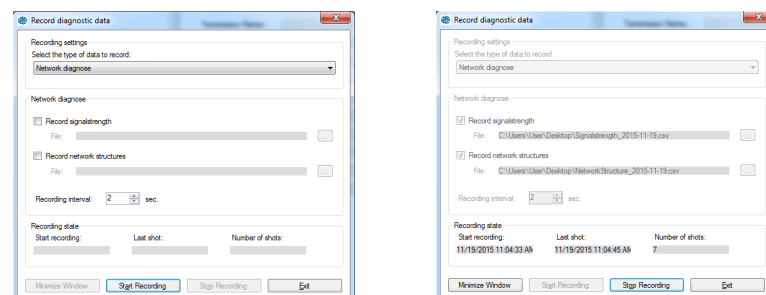 Record diagnostic data
Recording settings
Select the type of data to record:
Network diagnose
Network diagnose
Record signalstrength
File:
...
Record network structures
File:
...
Recording interval: 2 sec.
Recording state
Start recording: Last shot: Number of shots:
Minimize Window Start Recording Stop Recording Exit
Record diagnostic data
Recording settings
Select the type of data to record:
Network diagnose
Network diagnose
Record signalstrength
File: C:\Users\User\Desktop\Signalstrength_2015-11-19.csv ...
Record network structures
File: C:\Users\User\Desktop\NetworkStructure_2015-11-19.csv ...
Recording interval: 2 sec.
Recording state
Start recording: Last shot: Number of shots:
11/19/2015 11:04:33 AM 11/19/2015 11:04:45 AM 7
Minimize Window Start Recording Stop Recording Exit